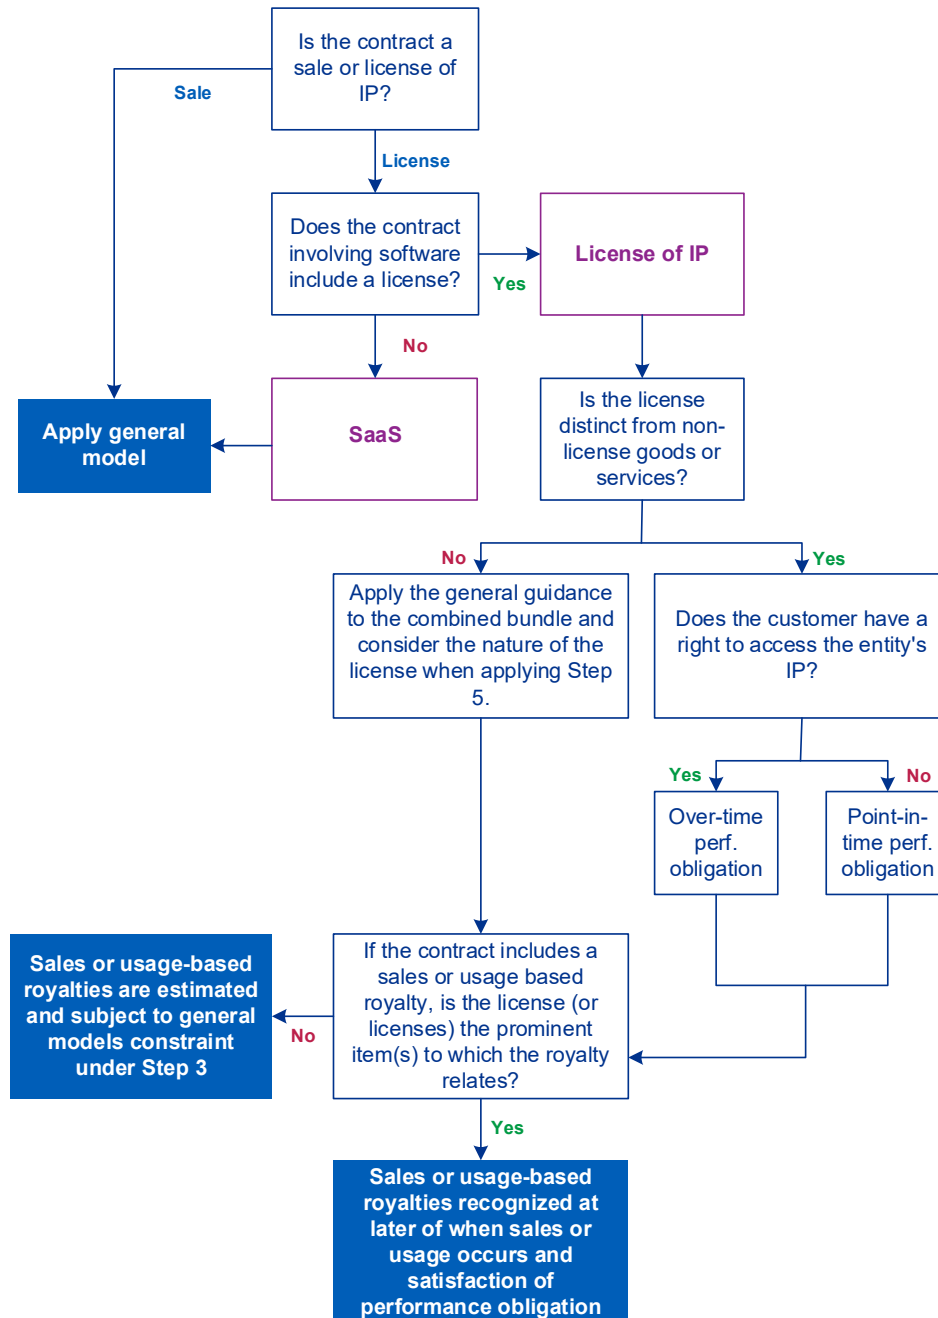 Is the contract a
sale or license of
IP?
Sale
License
Does the contract
involving software
include a license?
Yes
License of IP
No
SaaS
Apply general
model
Is the license
distinct from non-
license goods or
services?
No
Yes
Apply the general guidance
to the combined bundle and
consider the nature of the
license when applying Step
5.
Does the customer have a
right to access the entity's
IP?
Yes
No
Over-time
perf.
obligation
Point-in-
time perf.
obligation
If the contract includes a
sales or usage based
royalty, is the license (or
licenses) the prominent
item(s) to which the royalty
relates?
No
Sales or usage-based
royalties are estimated
and subject to general
models constraint
under Step 3
Yes
Sales or usage-based
royalties recognized at
later of when sales or
usage occurs and
satisfaction of
performance obligation